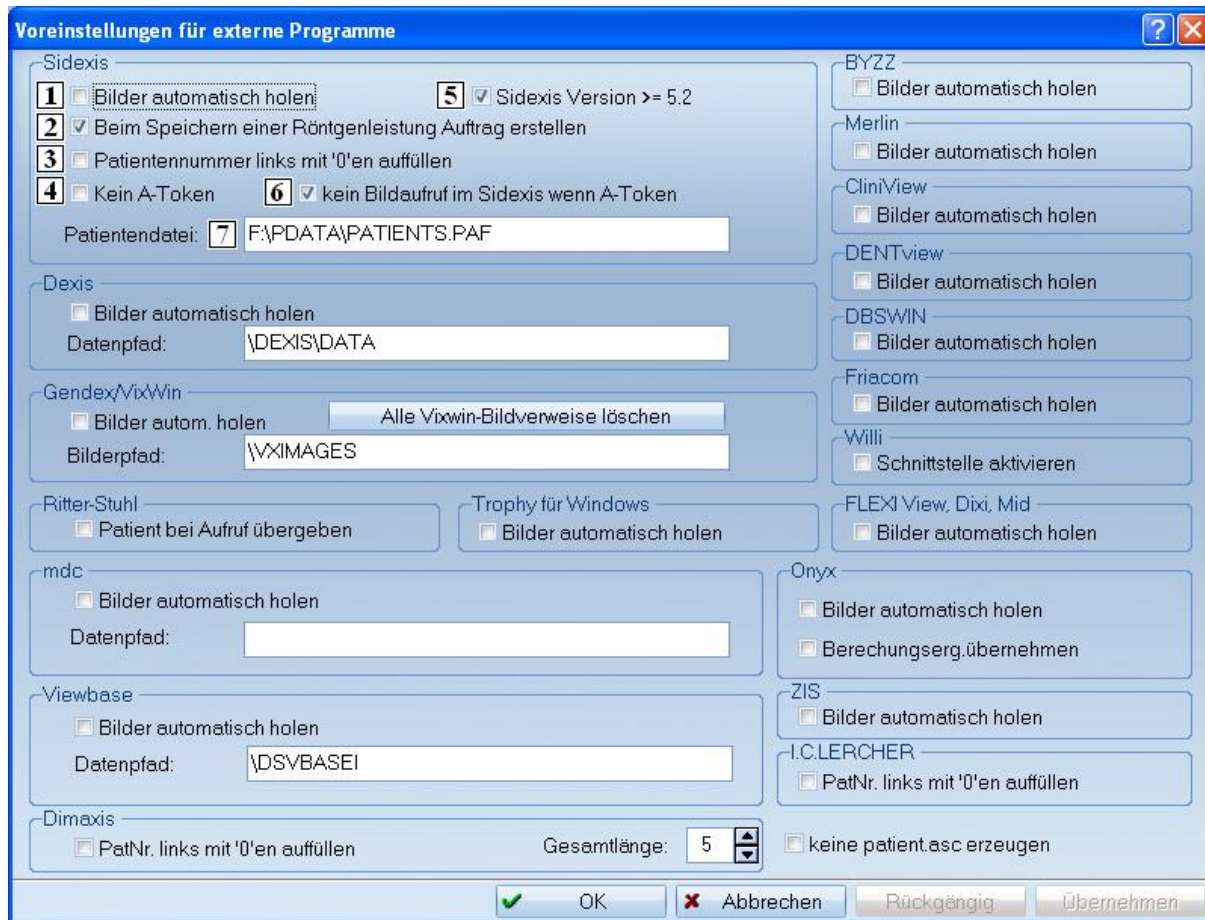 Voreinstellungen für externe Programme
Sidexis
1 Bilder automatisch holen 5 Sidexis Version >= 5.2
2 Beim Speichern einer Röntgenleistung Auftrag erstellen
3 Patientennummer links mit '0'en auffüllen
4 Kein A-Token 6 kein Bildaufruf im Sidexis wenn A-Token
Patientendatei: 7 F:\PDATA\PATIENTS.PAF
Dexis
Bilder automatisch holen
Datenpfad: \DEXIS\DATA
Gendex/VixWin
Bilder autom. holen Alle Vixwin-Bildverweise löschen
Bilderpfad: \VXIMAGES
Ritter-Stuhl
Patient bei Aufruf übergeben
Trophy für Windows
Bilder automatisch holen
mdc
Bilder automatisch holen
Datenpfad:
Viewbase
Bilder automatisch holen
Datenpfad: \DSVBASEI
Dimaxis
PatNr. links mit '0'en auffüllen Gesamtlänge: 5
BYZZ
Bilder automatisch holen
Merlin
Bilder automatisch holen
CliniView
Bilder automatisch holen
DENTview
Bilder automatisch holen
DBSWIN
Bilder automatisch holen
Friacom
Bilder automatisch holen
Willi
Schnittstelle aktivieren
FLEXI View, Dixi, Mid
Bilder automatisch holen
Onyx
Bilder automatisch holen
Berechungserg.übernehmen
ZIS
Bilder automatisch holen
I.C.LERCHER
PatNr. links mit '0'en auffüllen
keine patient.asc erzeugen
OK Abbrechen Rückgängig Übernehmen